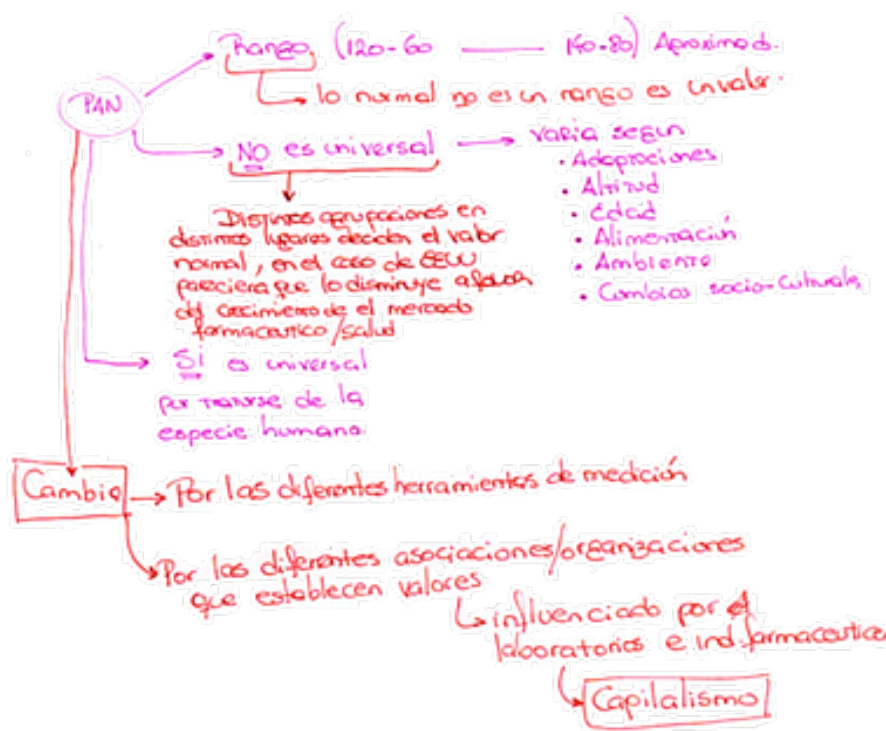 PAN
Rango (120-60 — 140-80) Aproximad.
lo normal no es un rango es un valor.
NO es universal
varia segun
• Adaptaciones
• Altitud
• Edad
• Alimentación
• Ambiente
• Cambios socio-culturales
Distintas agrupaciones en
distintos lugares deciden el valor
normal, en el caso de EEUU
pareciera que lo disminuye a favor
del crecimiento de el mercado
farmaceutico/salud
SI es universal
por tratarse de la
especie humana.
Cambia
Por las diferentes herramientas de medición
Por las diferentes asociaciones/organizaciones
que establecen valores
influenciado por
laboratorios e ind. farmaceutica
Capilalismo